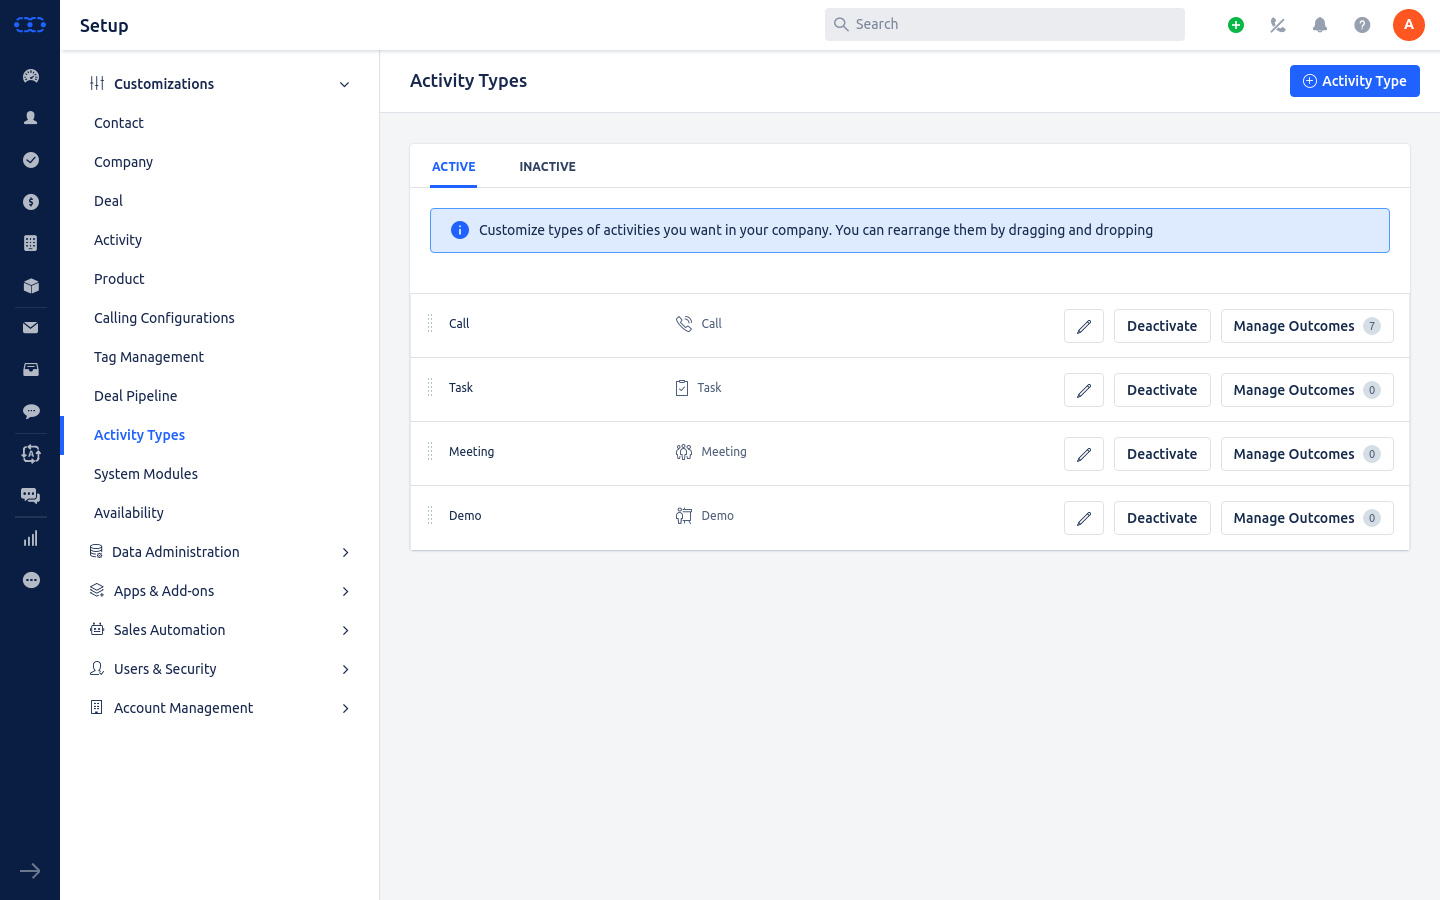 Setup
Search
A
Customizations
Contact
Company
Deal
Activity
Product
Calling Configurations
Tag Management
Deal Pipeline
Activity Types
System Modules
Availability
Data Administration
Apps & Add-ons
Sales Automation
Users & Security
Account Management
Activity Types
Activity Type
ACTIVE INACTIVE
Customize types of activities you want in your company. You can rearrange them by dragging and dropping
Call Call Deactivate Manage Outcomes 7
Task Task Deactivate Manage Outcomes 0
Meeting Meeting Deactivate Manage Outcomes 0
Demo Demo Deactivate Manage Outcomes 0